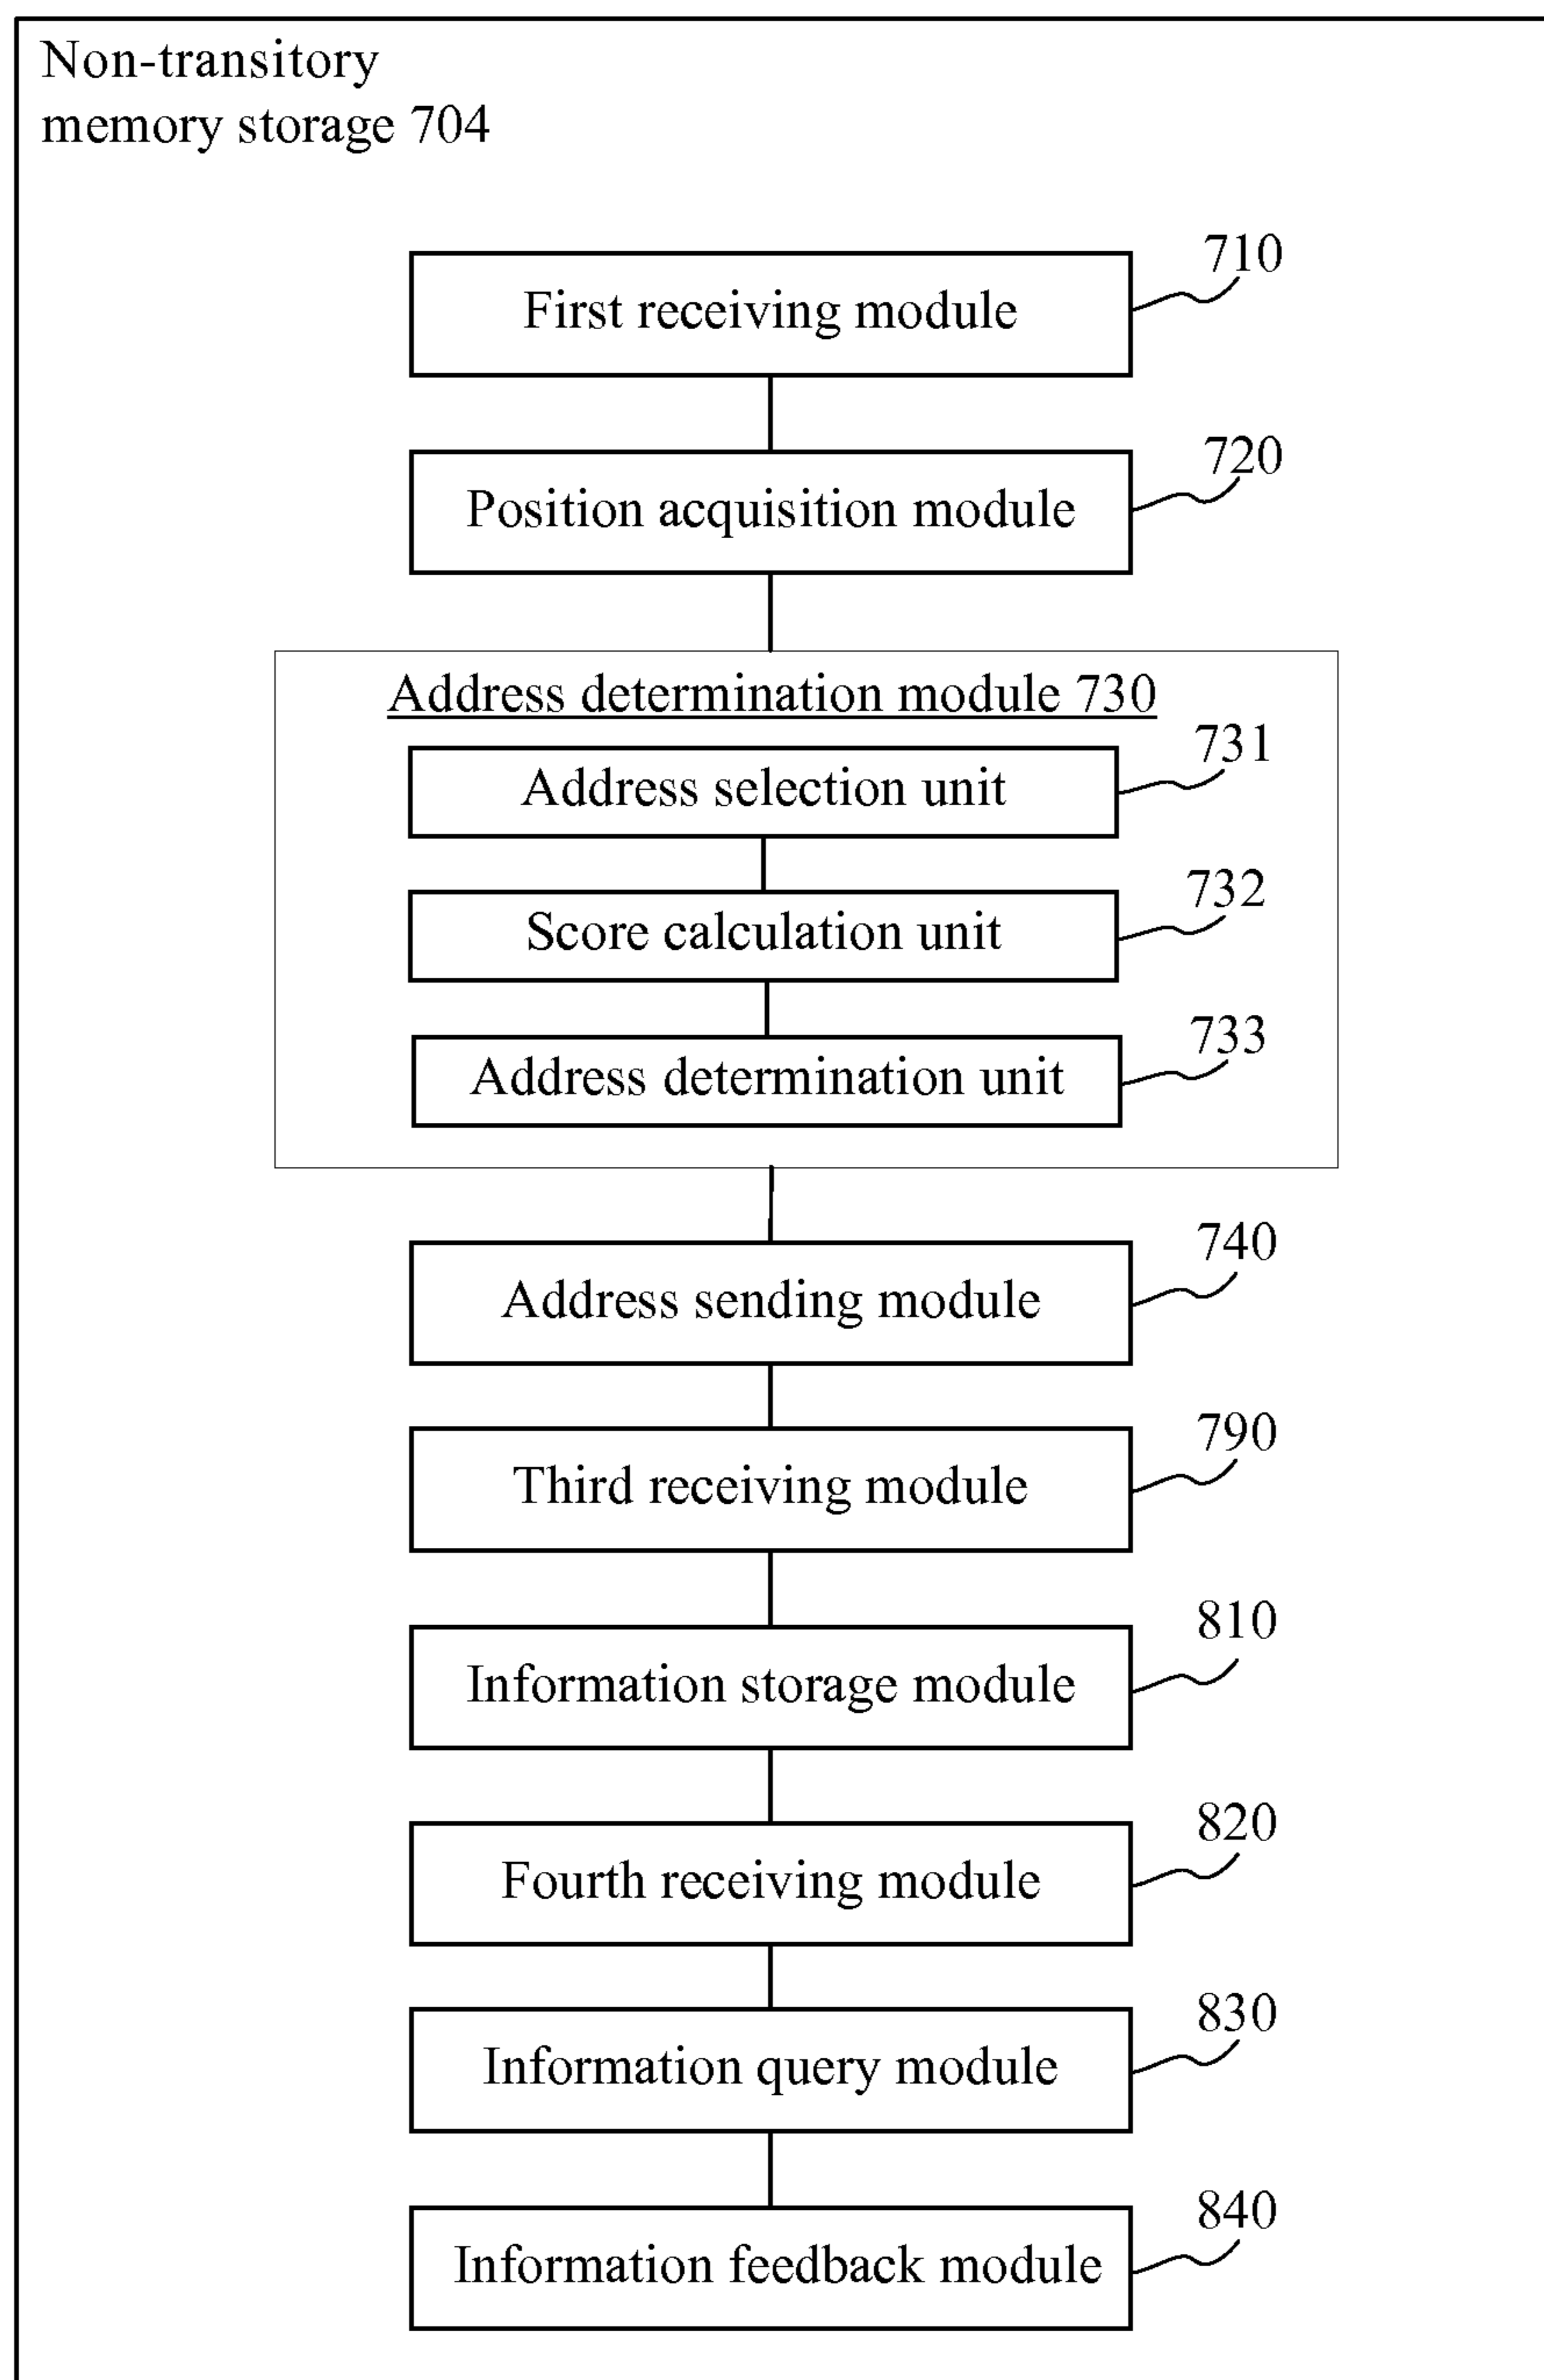 Non-transitory
memory storage 704
710
First receiving module
720
Position acquisition module
Address determination module 730
731
Address selection unit
732
Score calculation unit
733
Address determination unit
740
Address sending module
790
Third receiving module
810
Information storage module
820
Fourth receiving module
830
Information query module
840
Information feedback module